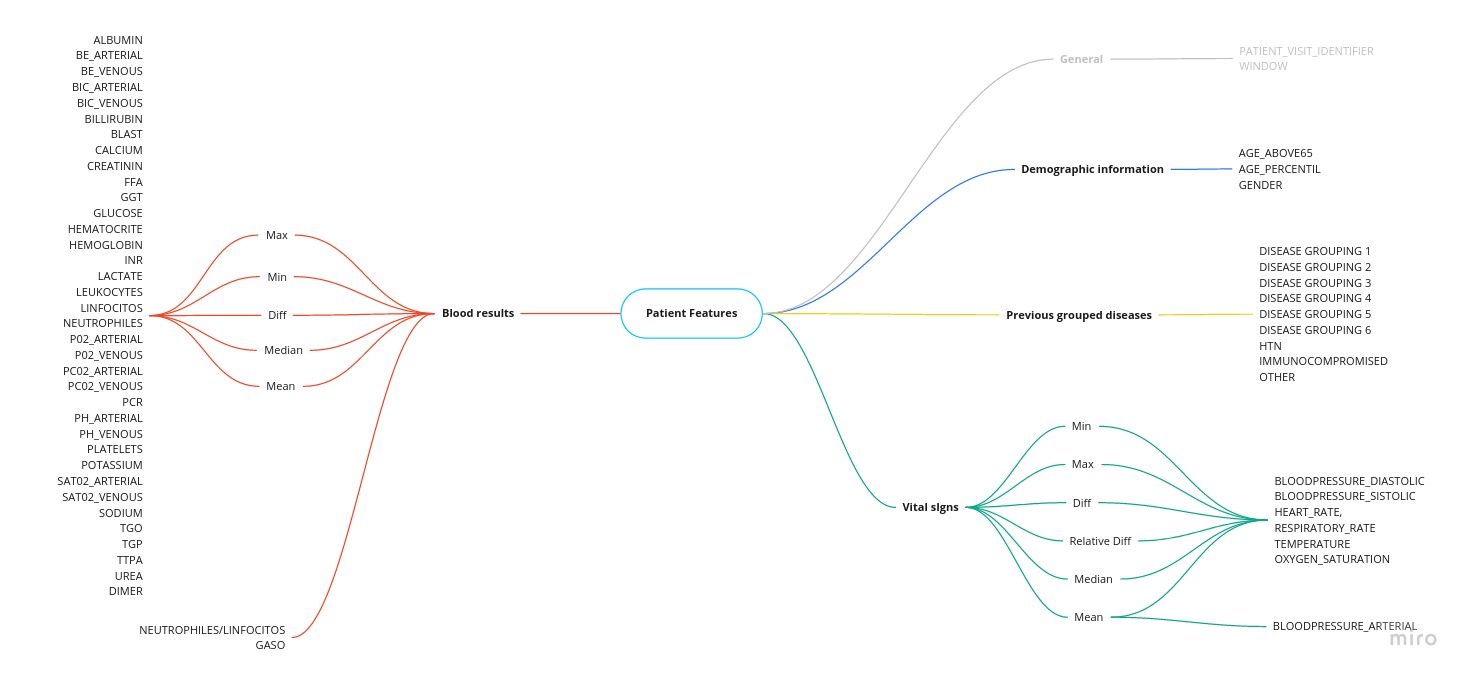 ALBUMIN
BE_ARTERIAL
BE_VENOUS
BIC_ARTERIAL
BIC_VENOUS
BILLIRUBIN
BLAST
CALCIUM
CREATININ
FFA
GGT
GLUCOSE
HEMATOCRITE
HEMOGLOBIN
INR
LACTATE
LEUKOCYTES
LINFOCITOS
NEUTROPHILES
P02_ARTERIAL
P02_VENOUS
PC02_ARTERIAL
PC02_VENOUS
PCR
PH_ARTERIAL
PH_VENOUS
PLATELETS
POTASSIUM
SAT02_ARTERIAL
SAT02_VENOUS
SODIUM
TGO
TGP
TTPA
UREA
DIMER
NEUTROPHILES/LINFOCITOS
GASO
Max
Min
Diff
Median
Mean
Blood results
Patient Features
General
PATIENT_VISIT_IDENTIFIER
WINDOW
Demographic information
AGE_ABOVE65
AGE_PERCENTIL
GENDER
Previous grouped diseases
DISEASE GROUPING 1
DISEASE GROUPING 2
DISEASE GROUPING 3
DISEASE GROUPING 4
DISEASE GROUPING 5
DISEASE GROUPING 6
HTN
IMMUNOCOMPROMISED
OTHER
Vital sIgns
Min
Max
Diff
Relative Diff
Median
Mean
BLOODPRESSURE_DIASTOLIC
BLOODPRESSURE_SISTOLIC
HEART_RATE,
RESPIRATORY_RATE
TEMPERATURE
OXYGEN_SATURATION
BLOODPRESSURE_ARTERIAL
miro